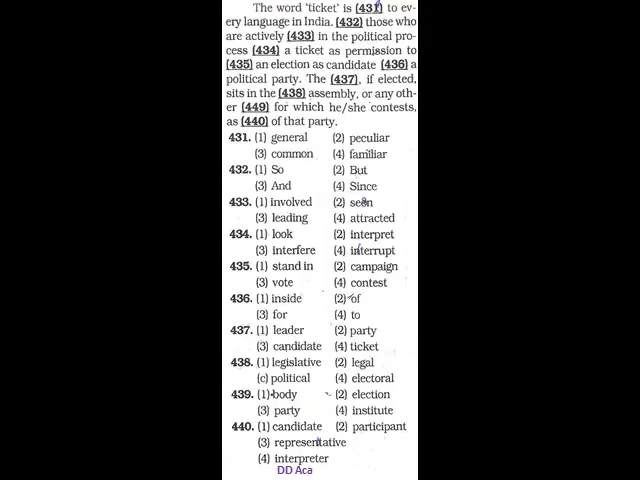 The word 'ticket' is (431) to ev-
ery language in India. (432) those who
are actively (433) in the political pro-
cess (434) a ticket as permission to
(435) an election as candidate (436) a
political party. The (437), if elected,
sits in the (438) assembly, or any oth-
er (449) for which he/she contests,
as (440) of that party.
431. (1) general (2) peculiar
(3) common (4) familiar
432. (1) So (2) But
(3) And (4) Since
433. (1) involved (2) seen
(3) leading (4) attracted
434. (1) look (2) interpret
(3) interfere (4) interrupt
435. (1) stand in (2) campaign
(3) vote (4) contest
436. (1) inside (2) of
(3) for (4) to
437. (1) leader (2) party
(3) candidate (4) ticket
438. (1) legislative (2) legal
(c) political (4) electoral
439. (1) body (2) election
(3) party (4) institute
440. (1) candidate (2) participant
(3) representative
(4) interpreter
DD Aca